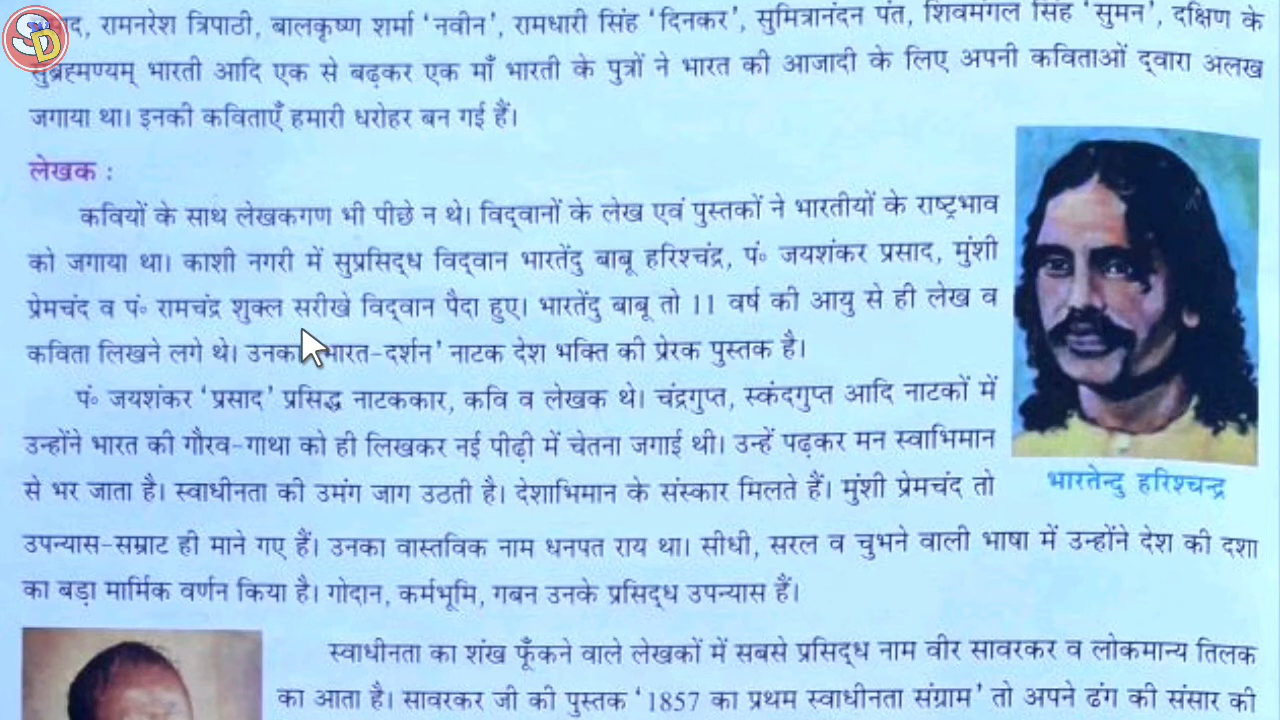 SD
द, रामनरेश त्रिपाठी, बालकृष्ण शर्मा ‘नवीन’, रामधारी सिंह ‘दिनकर’, सुमित्रानंदन पंत, शिवमंगल सिंह ‘सुमन’, दक्षिण के
सुब्रह्मण्यम् भारती आदि एक से बढ़कर एक माँ भारती के पुत्रों ने भारत की आजादी के लिए अपनी कविताओं द्वारा अलख
जगाया था। इनकी कविताएँ हमारी धरोहर बन गई हैं।
लेखक :
कवियों के साथ लेखकगण भी पीछे न थे। विद्वानों के लेख एवं पुस्तकों ने भारतीयों के राष्ट्रभाव
को जगाया था। काशी नगरी में सुप्रसिद्ध विद्वान भारतेंदु बाबू हरिश्चंद्र, पं॰ जयशंकर प्रसाद, मुंशी
प्रेमचंद व पं॰ रामचंद्र शुक्ल सरीखे विद्वान पैदा हुए। भारतेंदु बाबू तो 11 वर्ष की आयु से ही लेख व
कविता लिखने लगे थे। उनका भारत-दर्शन’ नाटक देश भक्ति की प्रेरक पुस्तक है।
पं॰ जयशंकर ‘प्रसाद’ प्रसिद्ध नाटककार, कवि व लेखक थे। चंद्रगुप्त, स्कंदगुप्त आदि नाटकों में
उन्होंने भारत की गौरव-गाथा को ही लिखकर नई पीढ़ी में चेतना जगाई थी। उन्हें पढ़कर मन स्वाभिमान
से भर जाता है। स्वाधीनता की उमंग जाग उठती है। देशाभिमान के संस्कार मिलते हैं। मुंशी प्रेमचंद तो
उपन्यास-सम्राट ही माने गए हैं। उनका वास्तविक नाम धनपत राय था। सीधी, सरल व चुभने वाली भाषा में उन्होंने देश की दशा
का बड़ा मार्मिक वर्णन किया है। गोदान, कर्मभूमि, गबन उनके प्रसिद्ध उपन्यास हैं।
भारतेन्दु हरिश्चन्द्र
स्वाधीनता का शंख फूँकने वाले लेखकों में सबसे प्रसिद्ध नाम वीर सावरकर व लोकमान्य तिलक
का आता है। सावरकर जी की पुस्तक ‘1857 का प्रथम स्वाधीनता संग्राम’ तो अपने ढंग की संसार की